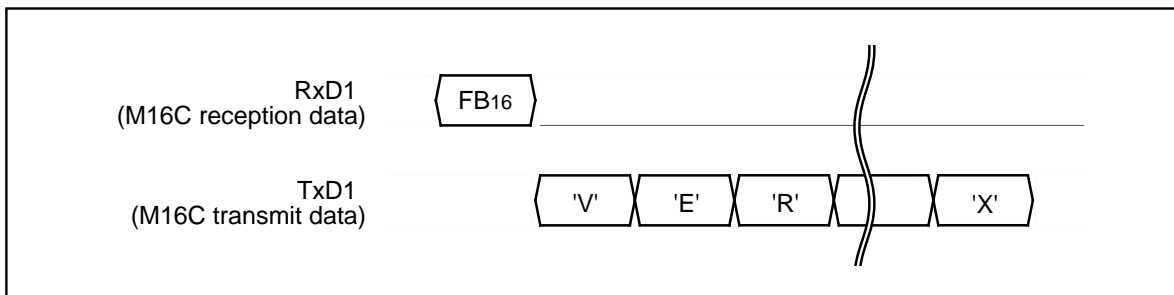 RxD1
(M16C reception data)
FB16
TxD1
(M16C transmit data)
'V' 'E' 'R' 'X'